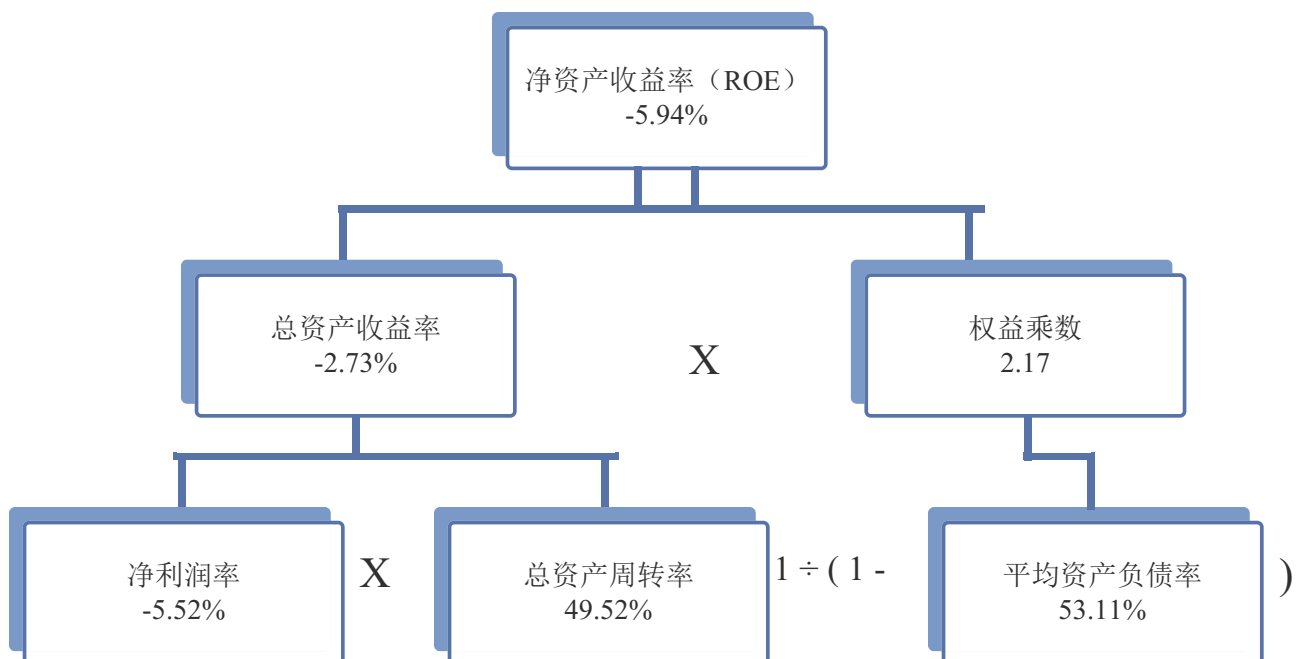 净资产收益率（ROE）
-5.94%
总资产收益率
-2.73%
X
权益乘数
2.17
净利润率
-5.52%
X
总资产周转率
49.52%
1 ÷ ( 1 -
平均资产负债率
53.11%
)